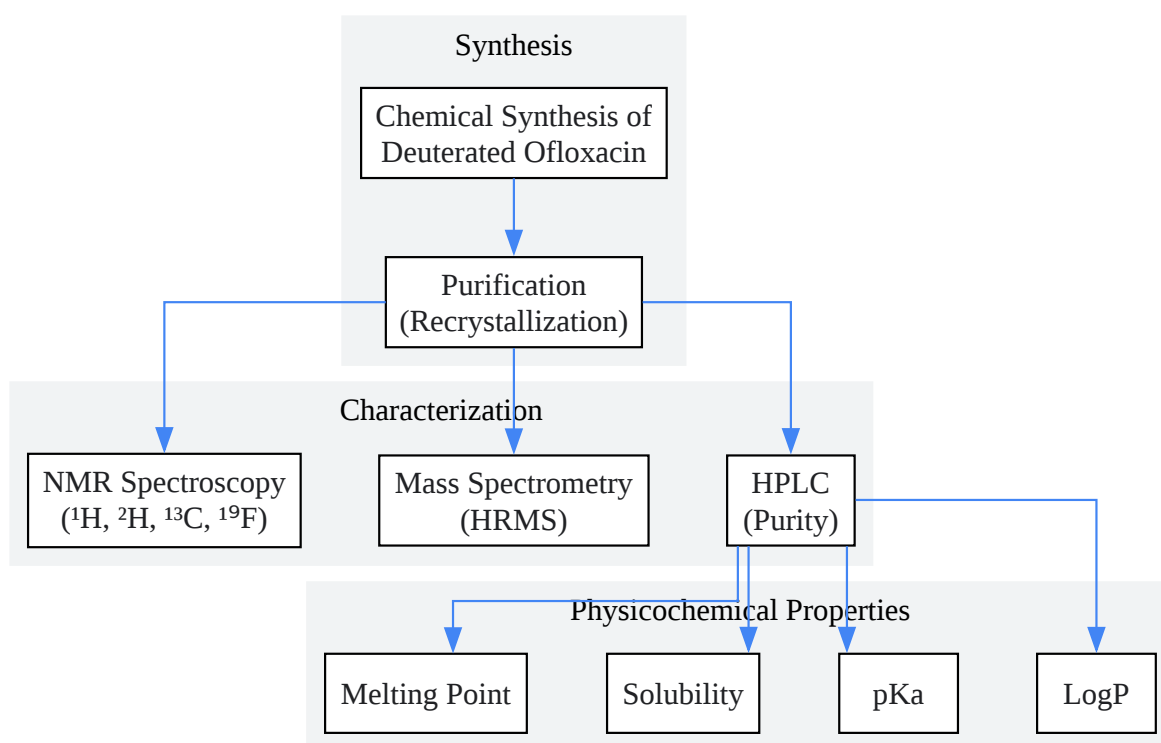 Synthesis
Chemical Synthesis of
Deuterated Ofloxacin
Purification
(Recrystallization)
Characterization
NMR Spectroscopy
(¹H, ²H, ¹³C, ¹⁹F)
Mass Spectrometry
(HRMS)
HPLC
(Purity)
Physicochemical Properties
Melting Point
Solubility
pKa
LogP